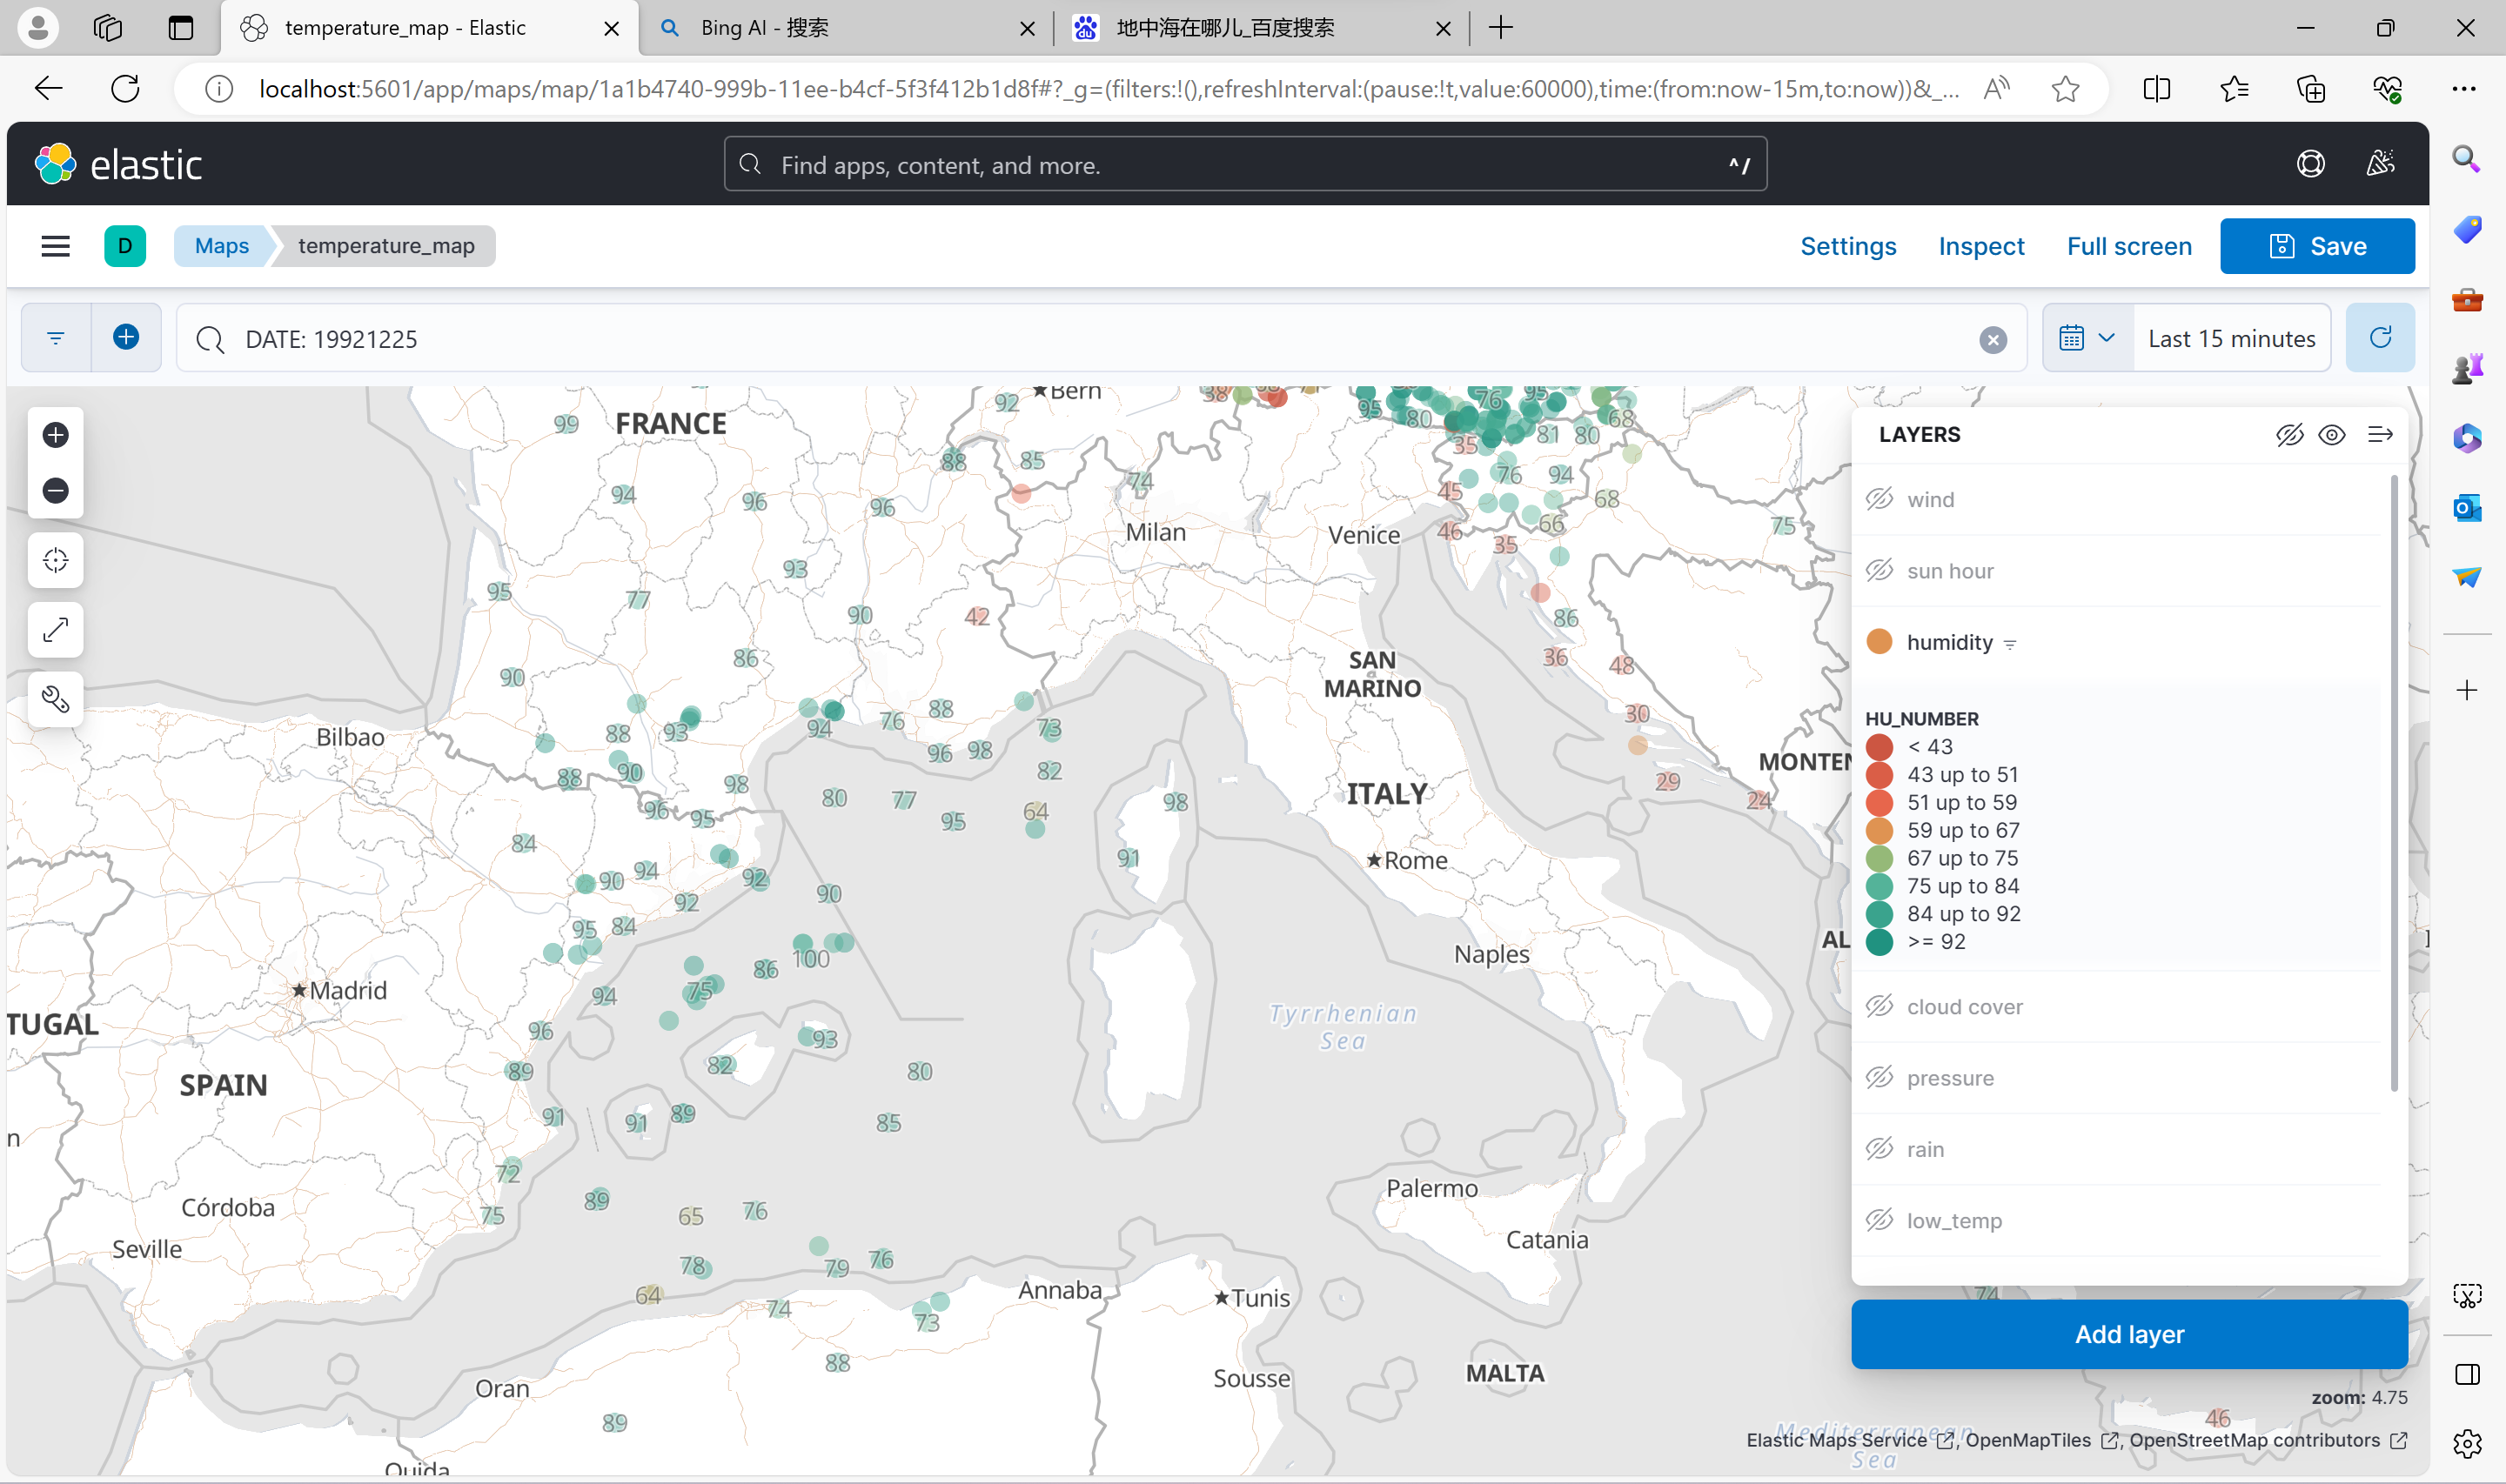 temperature_map - Elastic
Bing AI - 搜索
地中海在哪儿_百度搜索
localhost:5601/app/maps/map/1a1b4740-999b-11ee-b4cf-5f3f412b1d8f#?_g=(filters:!(),refreshInterval:(pause:!t,value:60000),time:(from:now-15m,to:now))&_...
elastic
Find apps, content, and more.
^/
D
Maps
temperature_map
Settings
Inspect
Full screen
Save
DATE: 19921225
Last 15 minutes
92
★Bern
38
95
80
76
95
68
99
FRANCE
81
80
35
88
85
74
76
94
45
68
94
96
96
Milan
Venice
46
66
75
35
93
95
77
90
42
86
86
90
SAN
MARINO
36
48
30
88
93
94
76
88
73
Bilbao
96
98
82
88
90
98
80
77
98
ITALY
MONTEN
29
24
96
95
95
64
84
91
★Rome
90
94
92
90
92
95
84
AL
Naples
86
100
94
75
★Madrid
TUGAL
96
93
Tyrrhenian
Sea
SPAIN
89
82
80
91
91
89
85
n
72
89
65
76
Palermo
Córdoba
75
Seville
Catania
78
79
76
64
74
73
Annaba
★Tunis
88
Oran
Sousse
MALTA
89
Oujda
LAYERS
wind
sun hour
humidity
HU_NUMBER
< 43
43 up to 51
51 up to 59
59 up to 67
67 up to 75
75 up to 84
84 up to 92
>= 92
cloud cover
pressure
rain
low_temp
74
Add layer
zoom: 4.75
46
Mediterranean
Sea
Elastic Maps Service , OpenMapTiles , OpenStreetMap contributors